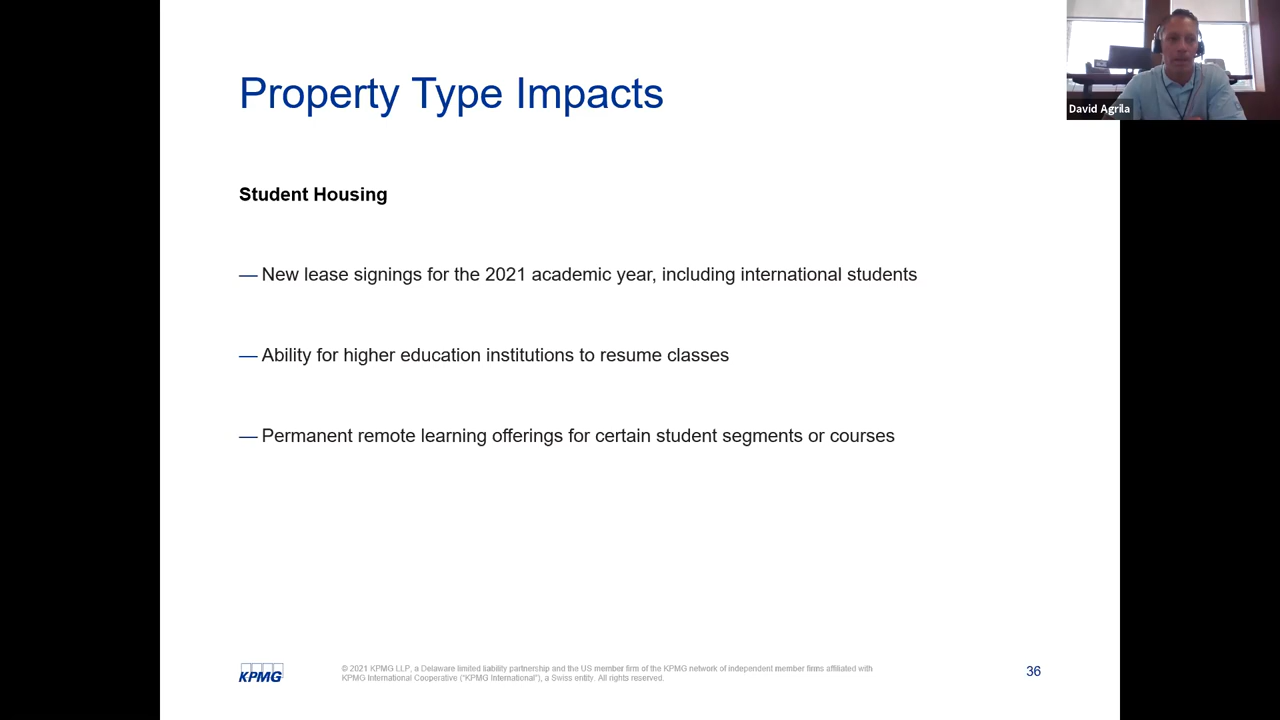 Property Type Impacts
David Agrila
Student Housing
— New lease signings for the 2021 academic year, including international students
— Ability for higher education institutions to resume classes
— Permanent remote learning offerings for certain student segments or courses
KPMG
© 2021 KPMG LLP, a Delaware limited liability partnership and the US member firm of the KPMG network of independent member firms affiliated with
KPMG International Cooperative ("KPMG International"), a Swiss entity. All rights reserved.
36